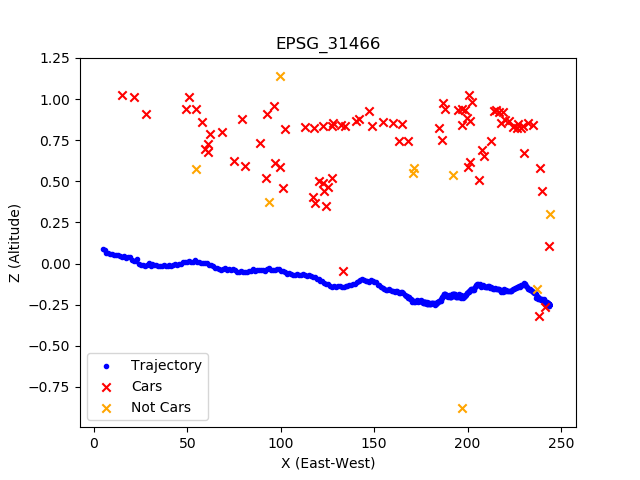 EPSG_31466
Z (Altitude)
1.25
1.00
0.75
0.50
0.25
0.00
−0.25
−0.50
−0.75
Trajectory
Cars
Not Cars
0
50
100
150
200
250
X (East-West)